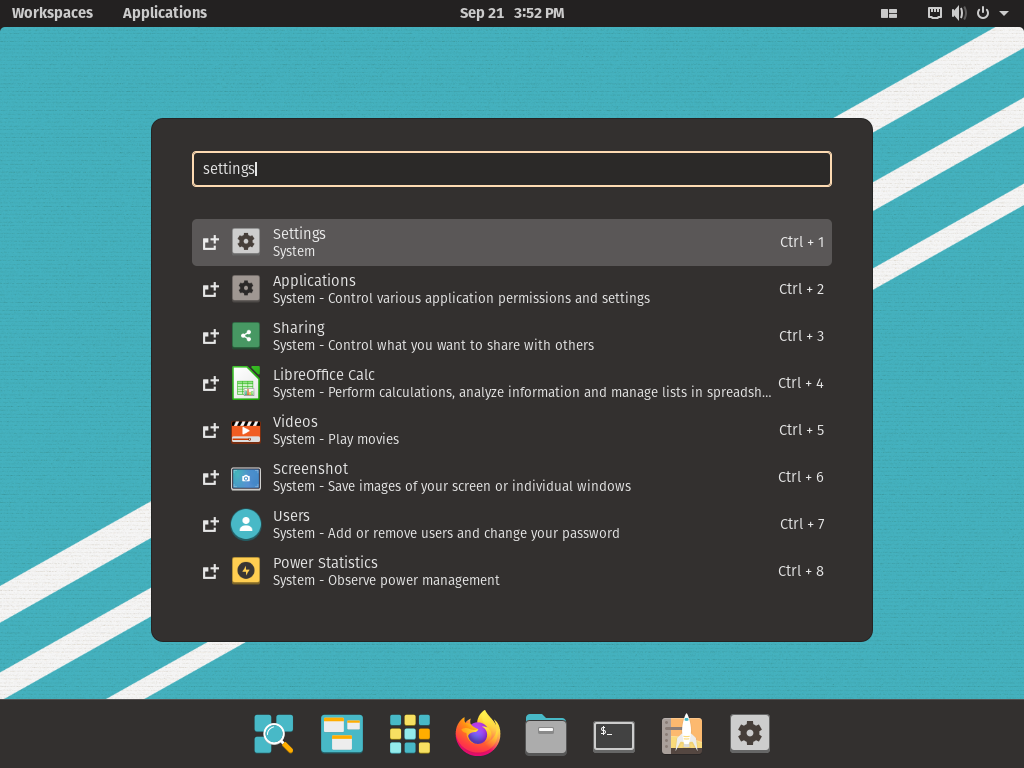 Workspaces Applications Sep 21 3:52 PM
settings
Settings
System
Ctrl + 1
Applications
System - Control various application permissions and settings
Ctrl + 2
Sharing
System - Control what you want to share with others
Ctrl + 3
LibreOffice Calc
System - Perform calculations, analyze information and manage lists in spreadsh...
Ctrl + 4
Videos
System - Play movies
Ctrl + 5
Screenshot
System - Save images of your screen or individual windows
Ctrl + 6
Users
System - Add or remove users and change your password
Ctrl + 7
Power Statistics
System - Observe power management
Ctrl + 8
$_